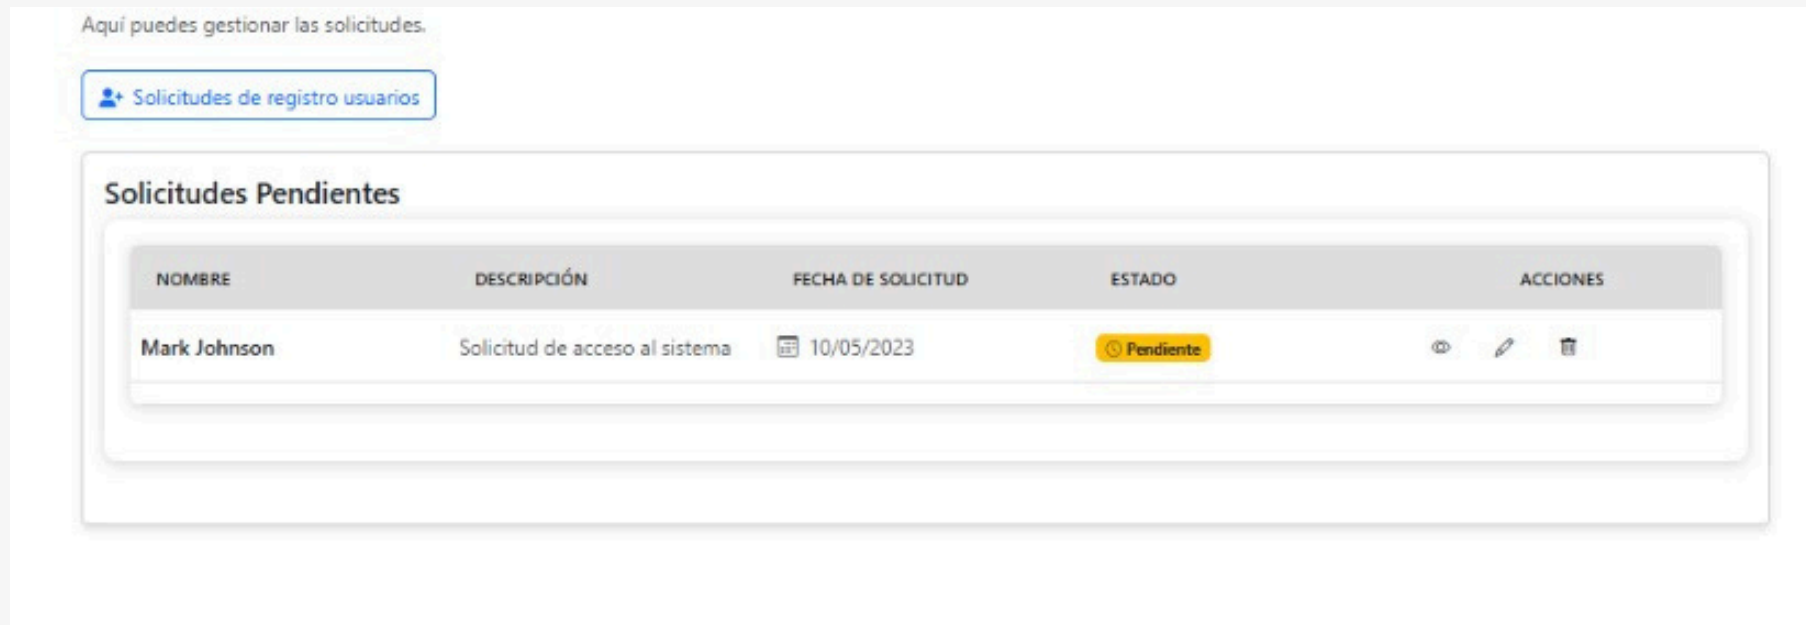 Aquí puedes gestionar las solicitudes.
Solicitudes de registro usuarios
Solicitudes Pendientes
NOMBRE DESCRIPCIÓN FECHA DE SOLICITUD ESTADO ACCIONES
Mark Johnson Solicitud de acceso al sistema 10/05/2023 Pendiente